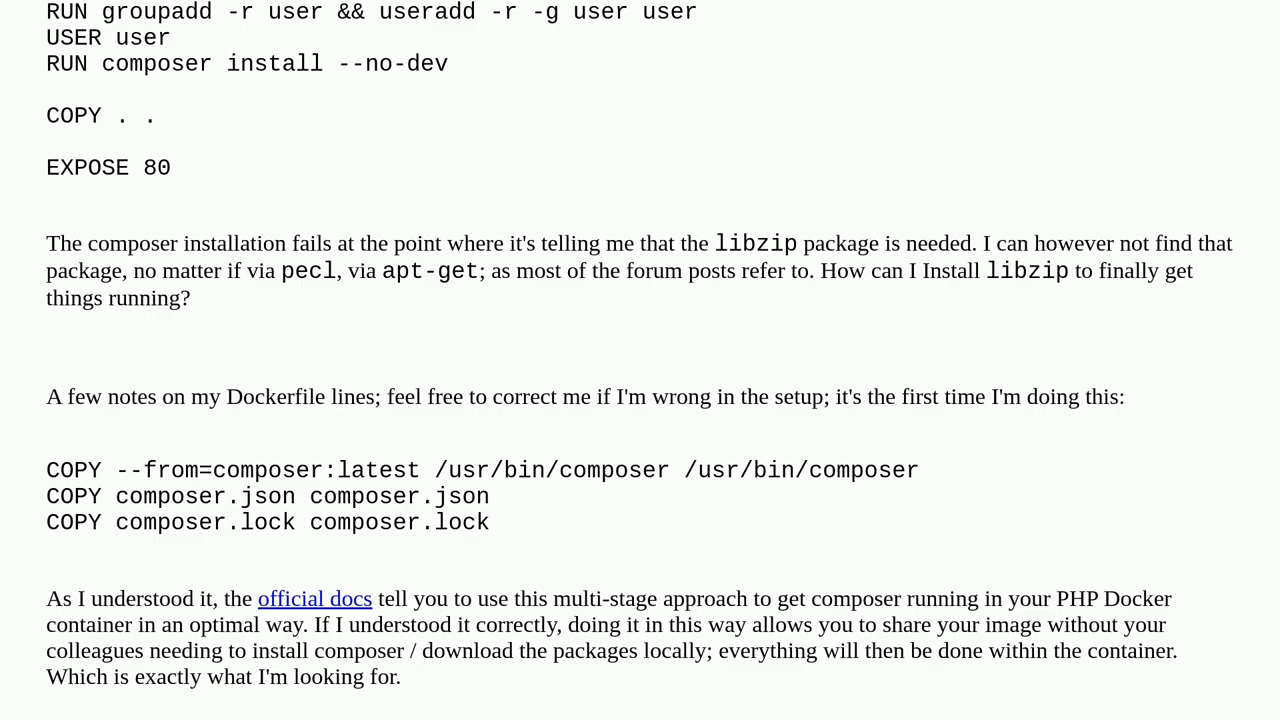 RUN groupadd -r user && useradd -r -g user user
USER user
RUN composer install --no-dev
COPY . .
EXPOSE 80
The composer installation fails at the point where it's telling me that the libzip package is needed. I can however not find that
package, no matter if via pecl, via apt-get; as most of the forum posts refer to. How can I Install libzip to finally get
things running?
A few notes on my Dockerfile lines; feel free to correct me if I'm wrong in the setup; it's the first time I'm doing this:
COPY --from=composer:latest /usr/bin/composer /usr/bin/composer
COPY composer.json composer.json
COPY composer.lock composer.lock
As I understood it, the official docs tell you to use this multi-stage approach to get composer running in your PHP Docker
container in an optimal way. If I understood it correctly, doing it in this way allows you to share your image without your
colleagues needing to install composer / download the packages locally; everything will then be done within the container.
Which is exactly what I'm looking for.